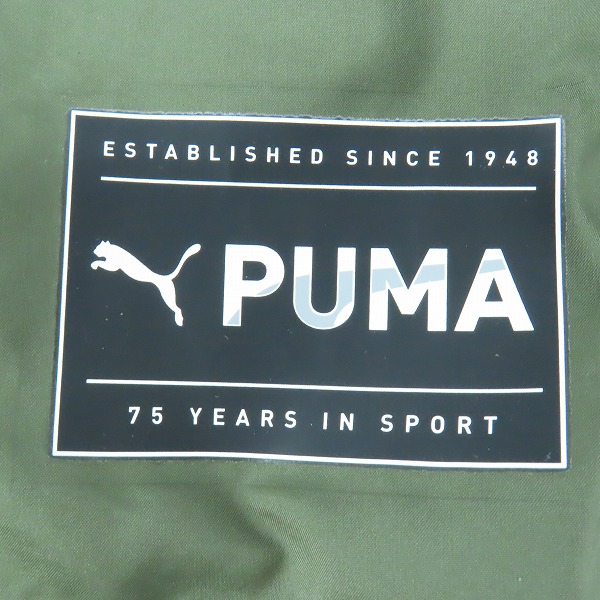 ESTABLISHED SINCE 1948
PUMA
75 YEARS IN SPORT